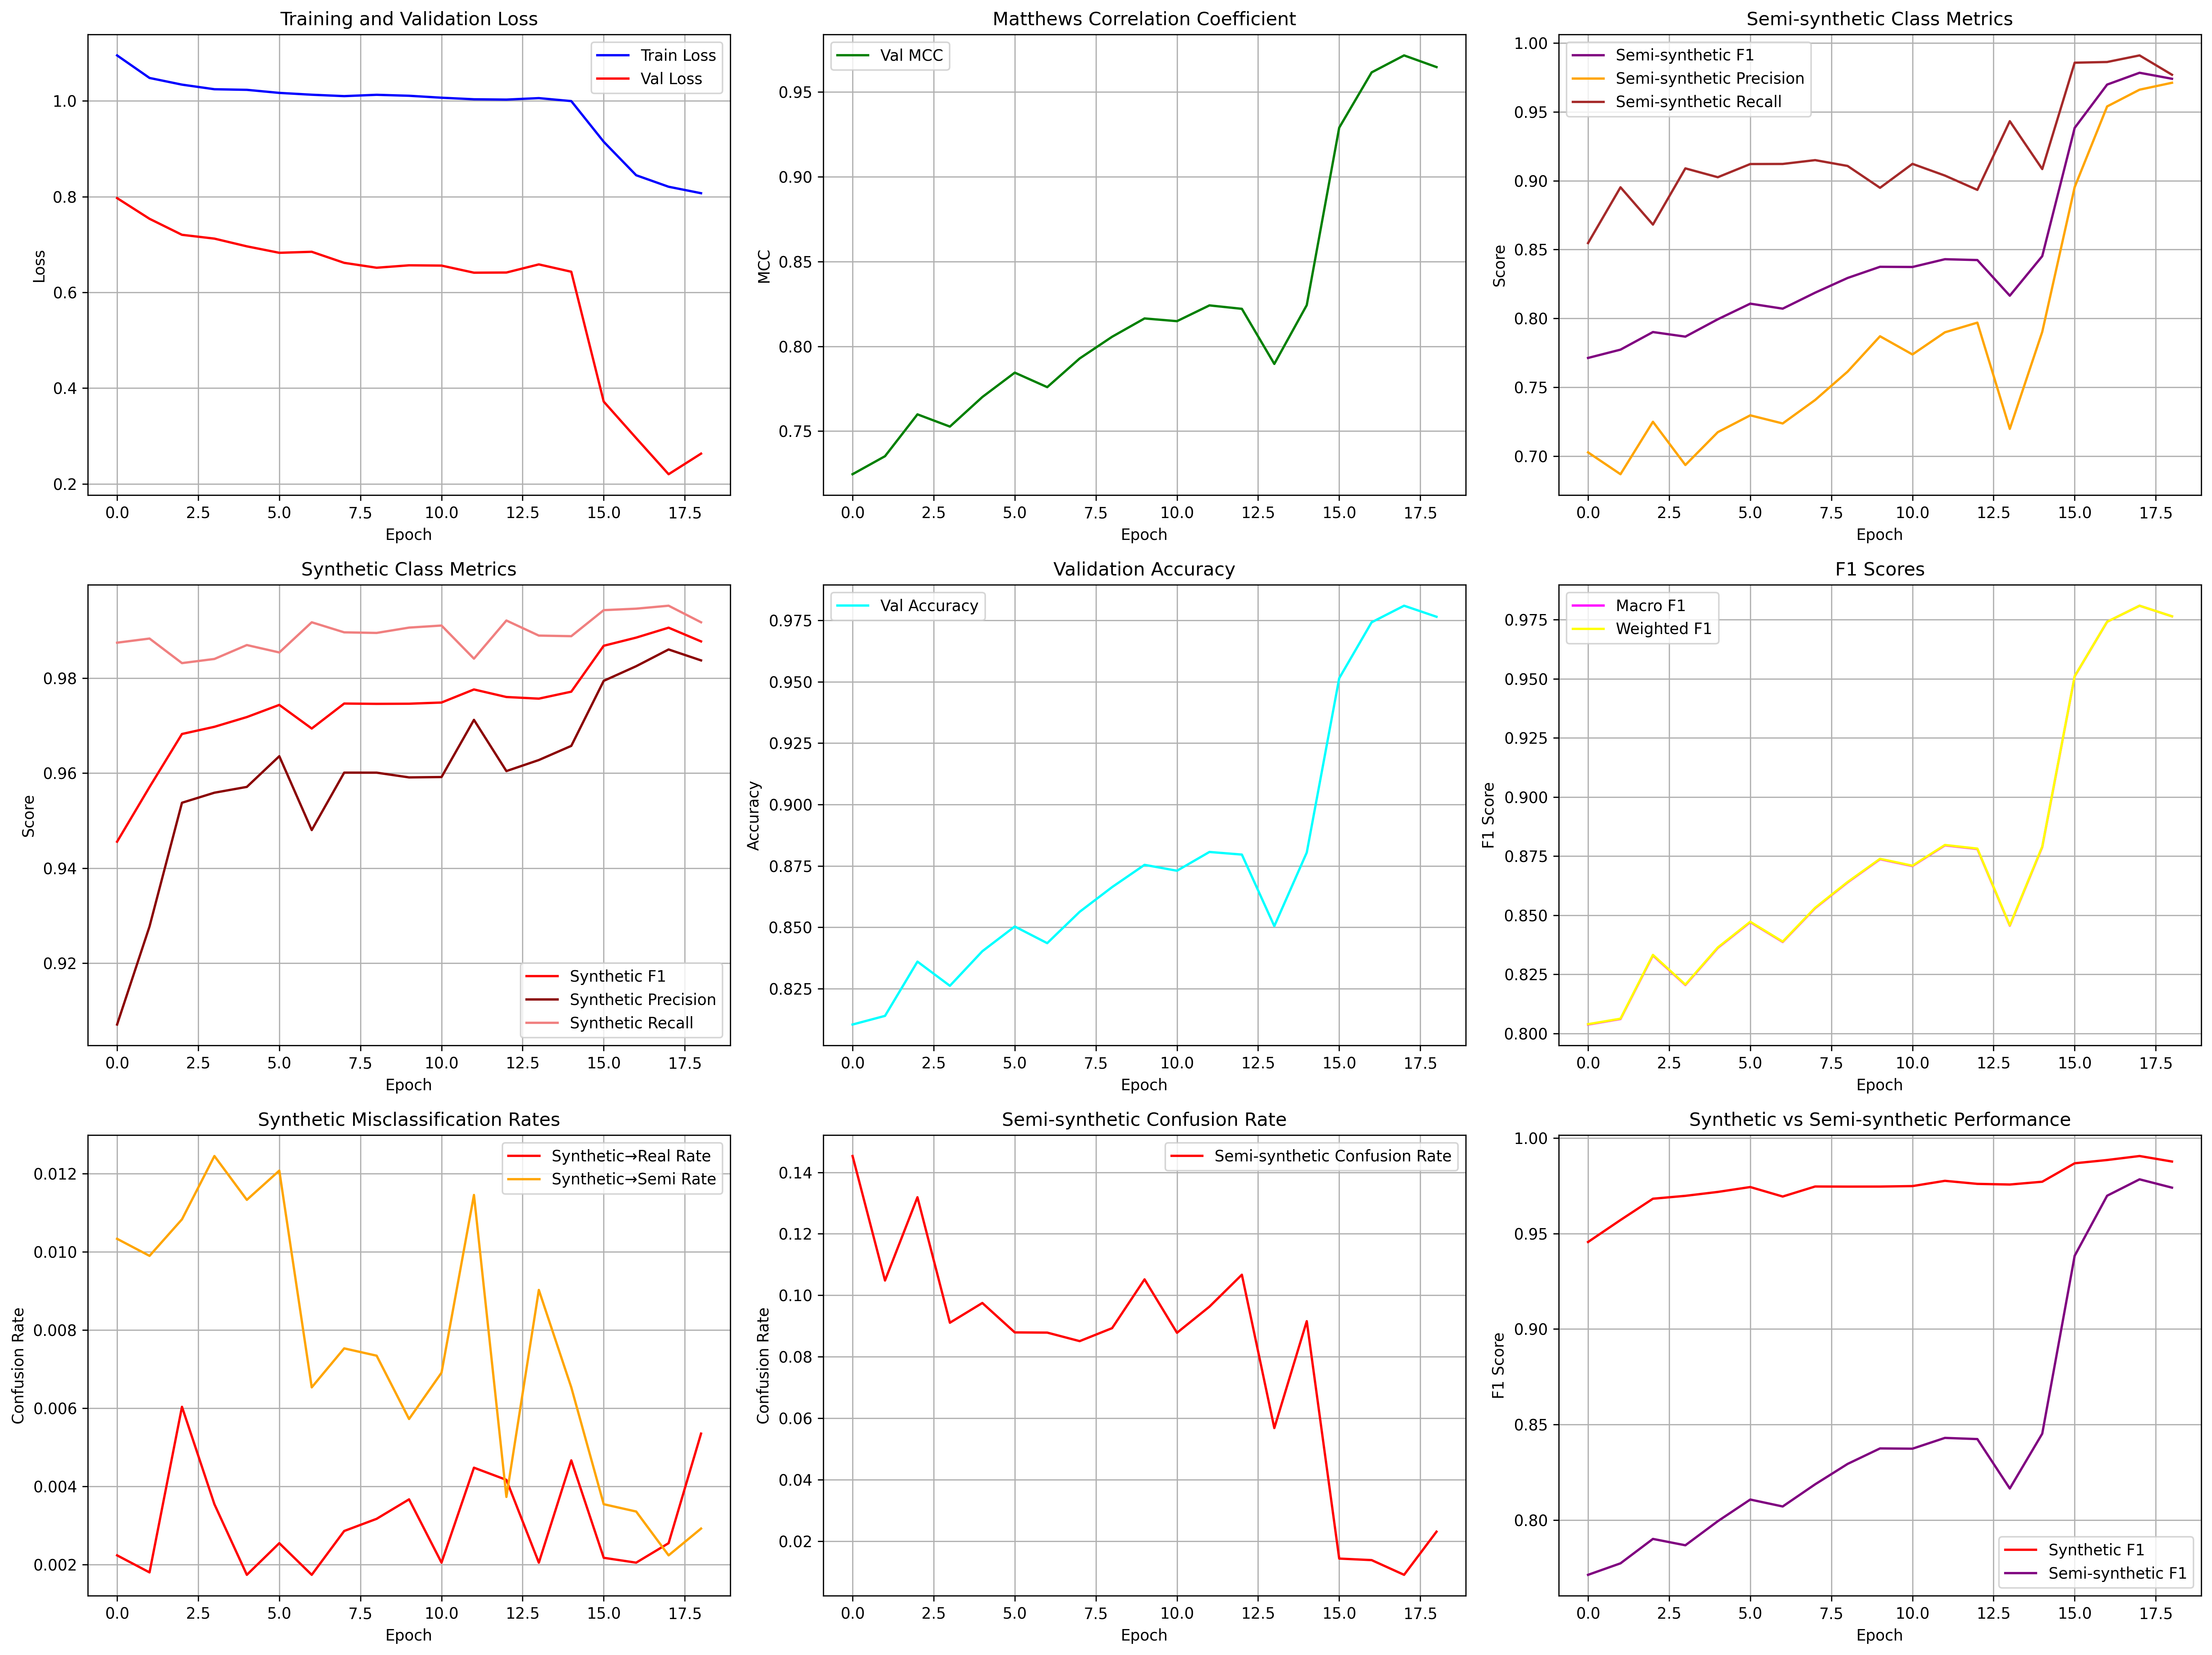 Training and Validation Loss
Train Loss
Val Loss
1.0
0.8
0.6
0.4
0.2
Loss
0.0 2.5 5.0 7.5 10.0 12.5 15.0 17.5
Epoch
Matthews Correlation Coefficient
Val MCC
0.95
0.90
0.85
0.80
0.75
MCC
0.0 2.5 5.0 7.5 10.0 12.5 15.0 17.5
Epoch
Semi-synthetic Class Metrics
Semi-synthetic F1
Semi-synthetic Precision
Semi-synthetic Recall
1.00
0.95
0.90
0.85
0.80
0.75
0.70
Score
0.0 2.5 5.0 7.5 10.0 12.5 15.0 17.5
Epoch
Synthetic Class Metrics
0.98
0.96
0.94
0.92
Score
Synthetic F1
Synthetic Precision
Synthetic Recall
0.0 2.5 5.0 7.5 10.0 12.5 15.0 17.5
Epoch
Validation Accuracy
Val Accuracy
0.975
0.950
0.925
0.900
0.875
0.850
0.825
Accuracy
0.0 2.5 5.0 7.5 10.0 12.5 15.0 17.5
Epoch
F1 Scores
Macro F1
Weighted F1
0.975
0.950
0.925
0.900
0.875
0.850
0.825
0.800
F1 Score
0.0 2.5 5.0 7.5 10.0 12.5 15.0 17.5
Epoch
Synthetic Misclassification Rates
Synthetic→Real Rate
Synthetic→Semi Rate
0.012
0.010
0.008
0.006
0.004
0.002
Confusion Rate
0.0 2.5 5.0 7.5 10.0 12.5 15.0 17.5
Epoch
Semi-synthetic Confusion Rate
Semi-synthetic Confusion Rate
0.14
0.12
0.10
0.08
0.06
0.04
0.02
Confusion Rate
0.0 2.5 5.0 7.5 10.0 12.5 15.0 17.5
Epoch
Synthetic vs Semi-synthetic Performance
1.00
0.95
0.90
0.85
0.80
F1 Score
Synthetic F1
Semi-synthetic F1
0.0 2.5 5.0 7.5 10.0 12.5 15.0 17.5
Epoch